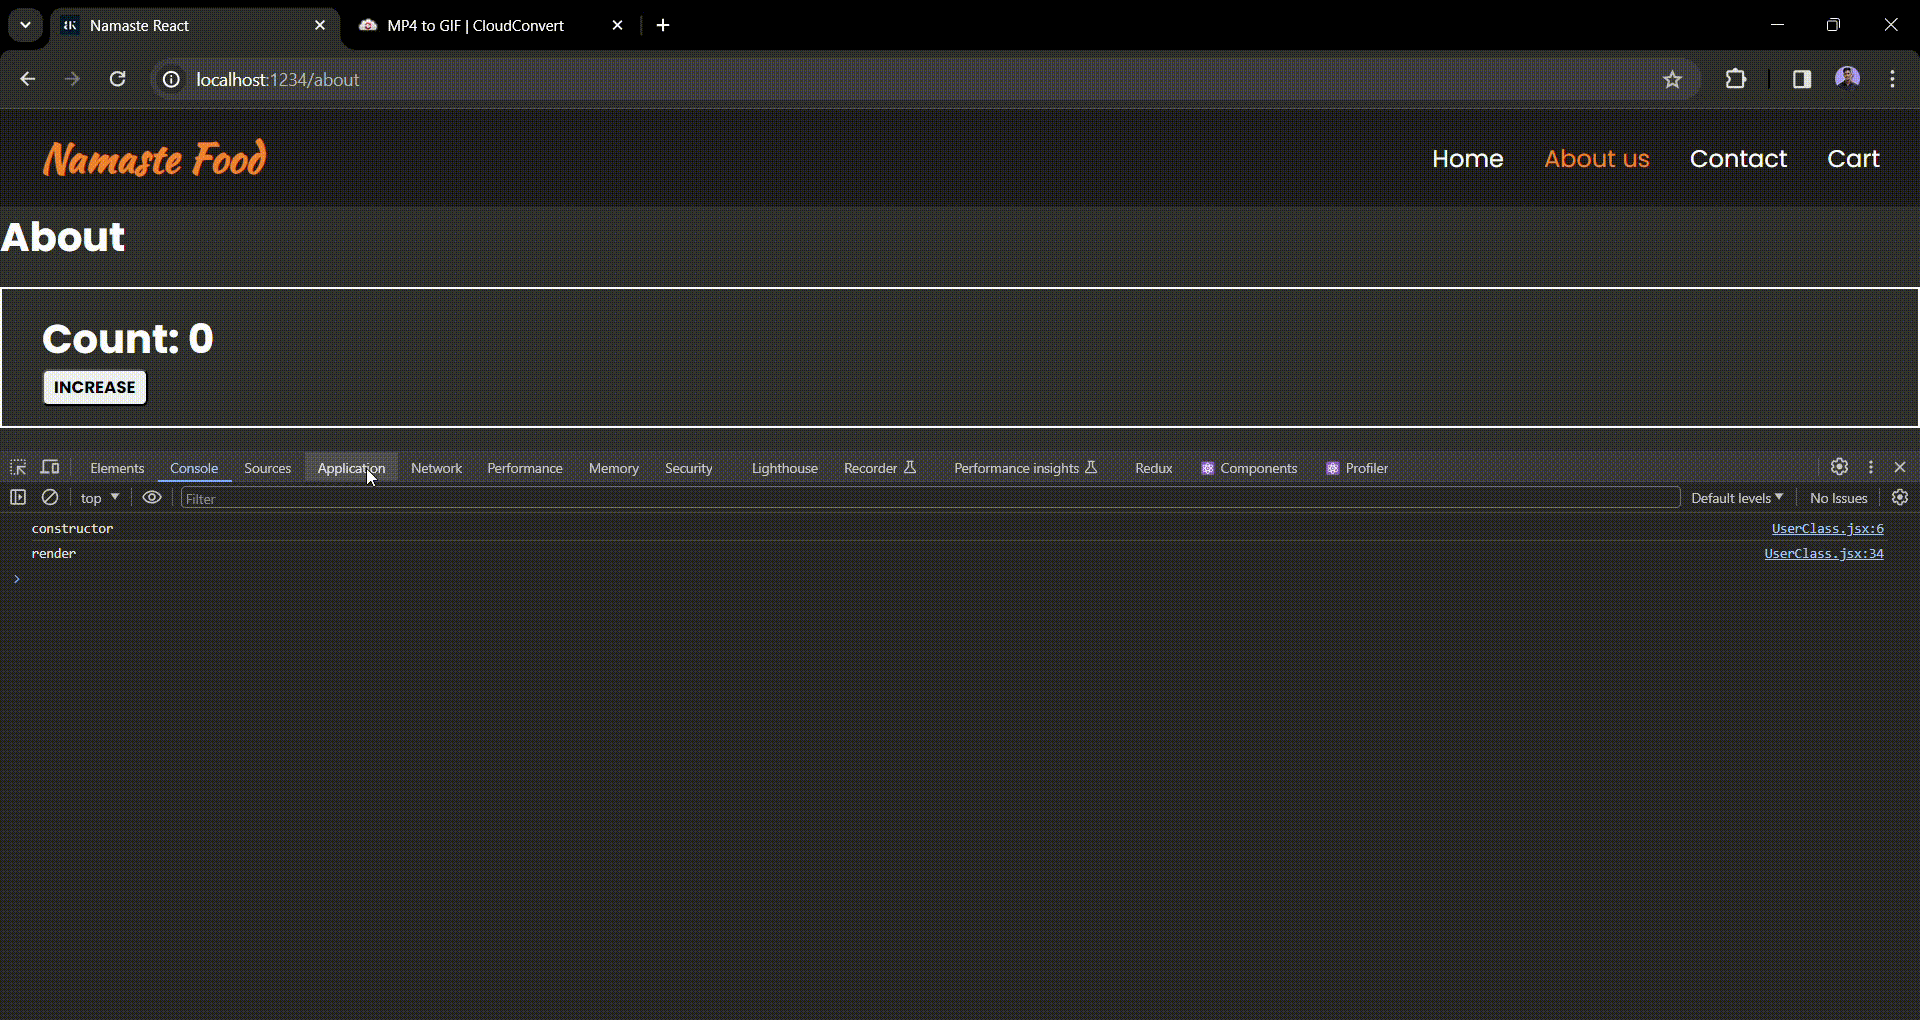 Namaste React
MP4 to GIF | CloudConvert
localhost:1234/about
Namaste Food
Home About us Contact Cart
About
Count: 0
INCREASE
Elements Console Sources Application Network Performance Memory Security Lighthouse Recorder Performance insights Redux Components Profiler
top Filter Default levels No Issues
constructor UserClass.jsx:6
render UserClass.jsx:34